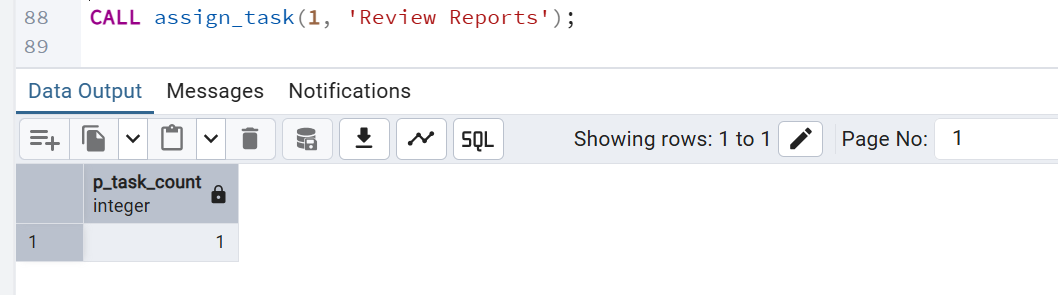 88 CALL assign_task(1, 'Review Reports');
89
Data Output Messages Notifications
SQL Showing rows: 1 to 1 Page No: 1
p_task_count
integer
1 1